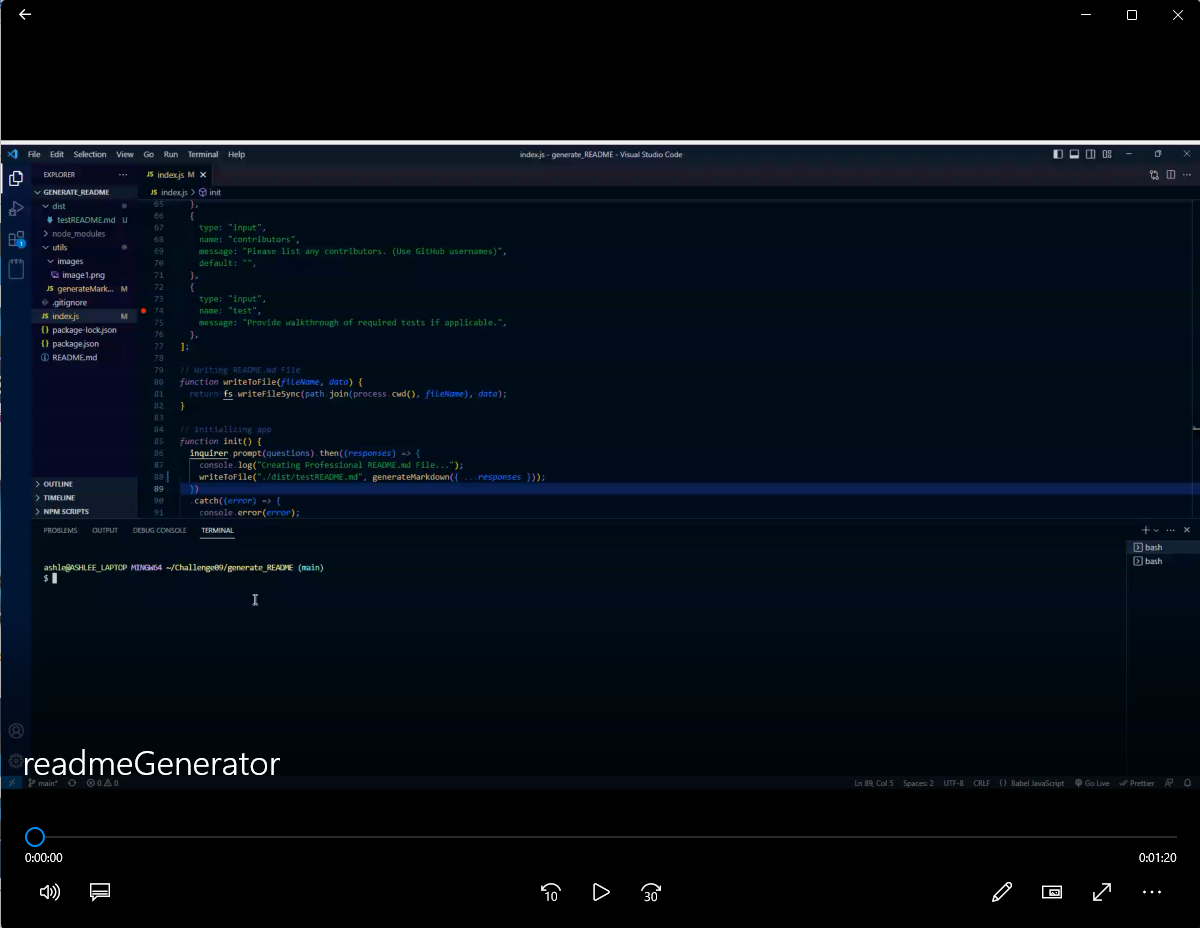 File Edit Selection View Go Run Terminal Help
index.js - generate_README - Visual Studio Code
EXPLORER
JS index.js M
GENERATE_README
JS index.js > init
dist
testREADME.md U
node_modules
utils
images
image1.png
JS generateMark... M
.gitignore
JS index.js M
{} package-lock.json
{} package.json
README.md
OUTLINE
TIMELINE
NPM SCRIPTS
65 },
66 {
67 type: "input",
68 name: "contributors",
69 message: "Please list any contributors. (Use GitHub usernames)",
70 default: "",
71 },
72 {
73 type: "input",
74 name: "test",
75 message: "Provide walkthrough of required tests if applicable.",
76 },
77 ];
78
79 // Writing README.md File
80 function writeToFile(fileName, data) {
81 return fs.writeFileSync(path.join(process.cwd(), fileName), data);
82 }
83
84 // Initializing app
85 function init() {
86 inquirer.prompt(questions).then((responses) => {
87 console.log("Creating Professional README.md File...");
88 writeToFile("./dist/testREADME.md", generateMarkdown({ ...responses }));
89 })
90 .catch((error) => {
91 console.error(error);
PROBLEMS OUTPUT DEBUG CONSOLE TERMINAL
bash
bash
ashle@ASHLEE_LAPTOP MINGW64 ~/Challenge09/generate_README (main)
$
readmeGenerator
main* 0 0
Ln 89, Col 5 Spaces: 2 UTF-8 CRLF {} Babel JavaScript Go Live Prettier
0:00:00
0:01:20
10
30